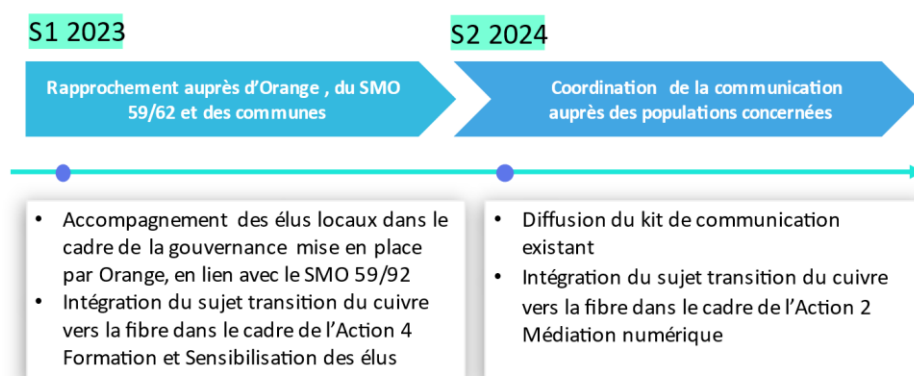 S1 2023
Rapprochement auprès d'Orange , du SMO
59/62 et des communes
• Accompagnement des élus locaux dans le
cadre de la gouvernance mise en place
par Orange, en lien avec le SMO 59/92
• Intégration du sujet transition du cuivre
vers la fibre dans le cadre de l'Action 4
Formation et Sensibilisation des élus
S2 2024
Coordination de la communication
auprès des populations concernées
• Diffusion du kit de communication
existant
• Intégration du sujet transition du cuivre
vers la fibre dans le cadre de l'Action 2
Médiation numérique